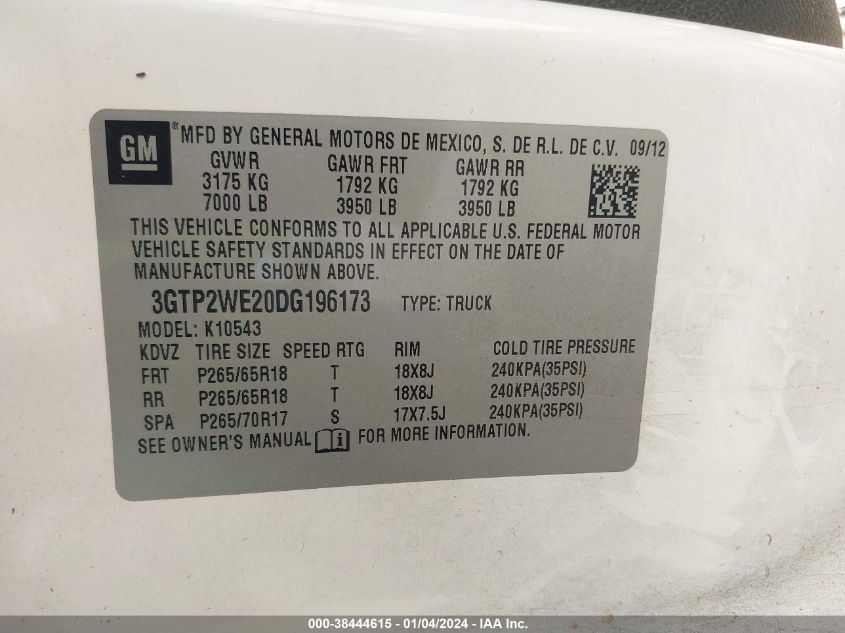 GM ® MFD BY GENERAL MOTORS DE MEXICO, S. DE R.L. DE C.V. 09/12
GVWR GAWR FRT GAWR RR
3175 KG 1792 KG 1792 KG
7000 LB 3950 LB 3950 LB
THIS VEHICLE CONFORMS TO ALL APPLICABLE U.S. FEDERAL MOTOR
VEHICLE SAFETY STANDARDS IN EFFECT ON THE DATE OF
MANUFACTURE SHOWN ABOVE.
3GTP2WE20DG196173 TYPE: TRUCK
MODEL: K10543
KDVZ TIRE SIZE SPEED RTG RIM COLD TIRE PRESSURE
FRT P265/65R18 T 18X8J 240KPA(35PSI)
RR P265/65R18 T 18X8J 240KPA(35PSI)
SPA P265/70R17 S 17X7.5J 240KPA(35PSI)
SEE OWNER'S MANUAL i FOR MORE INFORMATION.
000-38444615 - 01/04/2024 - IAA Inc.